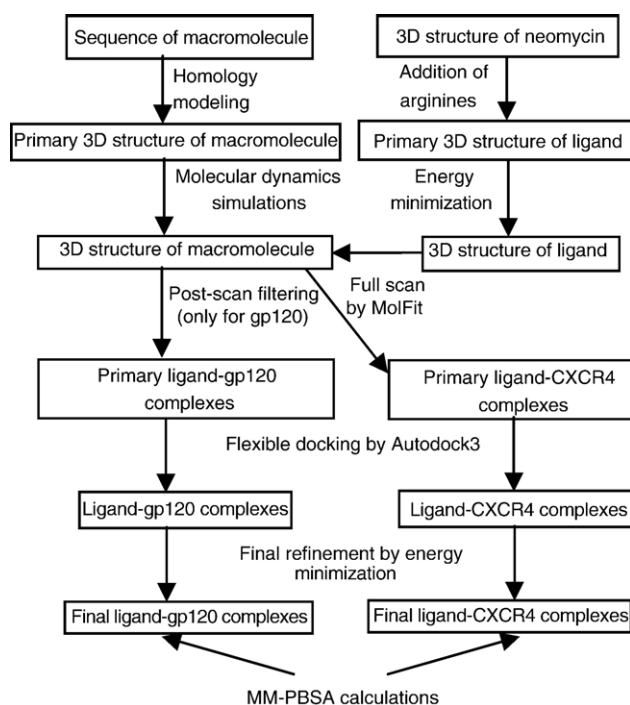 Sequence of macromolecule
3D structure of neomycin
Homology
modeling
Addition of
arginines
Primary 3D structure of macromolecule
Primary 3D structure of ligand
Molecular dynamics
simulations
Energy
minimization
3D structure of macromolecule
3D structure of ligand
Post-scan filtering
(only for gp120)
Full scan
by MolFit
Primary ligand-gp120
complexes
Primary ligand-CXCR4
complexes
Flexible docking by Autodock3
Ligand-gp120 complexes
Ligand-CXCR4 complexes
Final refinement by energy
minimization
Final ligand-gp120 complexes
Final ligand-CXCR4 complexes
MM-PBSA calculations